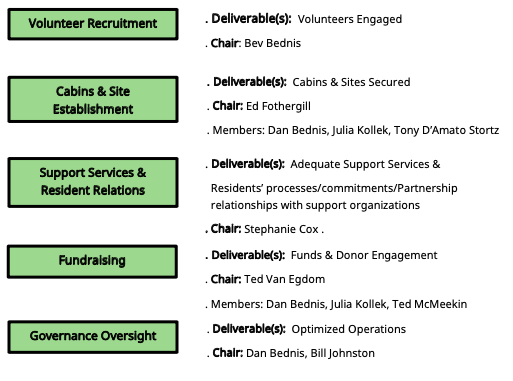 Volunteer Recruitment
. Deliverable(s): Volunteers Engaged
. Chair: Bev Bednis
Cabins & Site
Establishment
. Deliverable(s): Cabins & Sites Secured
. Chair: Ed Fothergill
. Members: Dan Bednis, Julia Kollek, Tony D’Amato Stortz
Support Services &
Resident Relations
. Deliverable(s): Adequate Support Services &
Residents’ processes/commitments/Partnership
relationships with support organizations
. Chair: Stephanie Cox .
Fundraising
. Deliverable(s): Funds & Donor Engagement
. Chair: Ted Van Egdom
. Members: Dan Bednis, Julia Kollek, Ted McMeekin
Governance Oversight
. Deliverable(s): Optimized Operations
. Chair: Dan Bednis, Bill Johnston